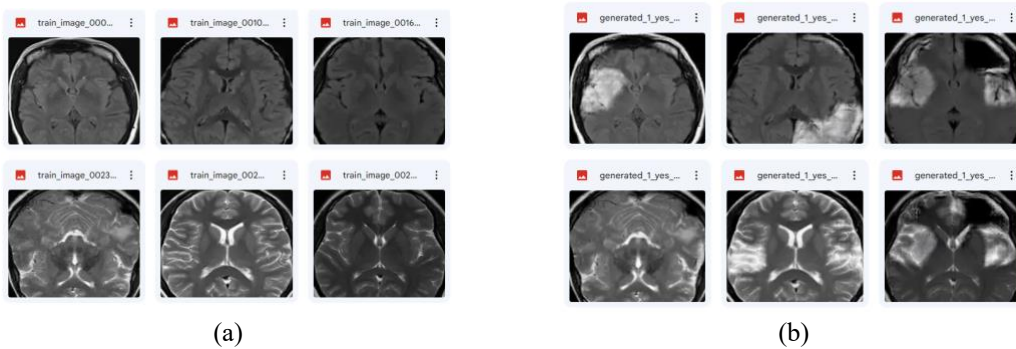 train_image_000... train_image_0010... train_image_0016...
generated_1_yes_... generated_1_yes_... generated_1_yes_...
train_image_0023... train_image_002... train_image_002...
generated_1_yes_... generated_1_yes_... generated_1_yes_...
(a) (b)